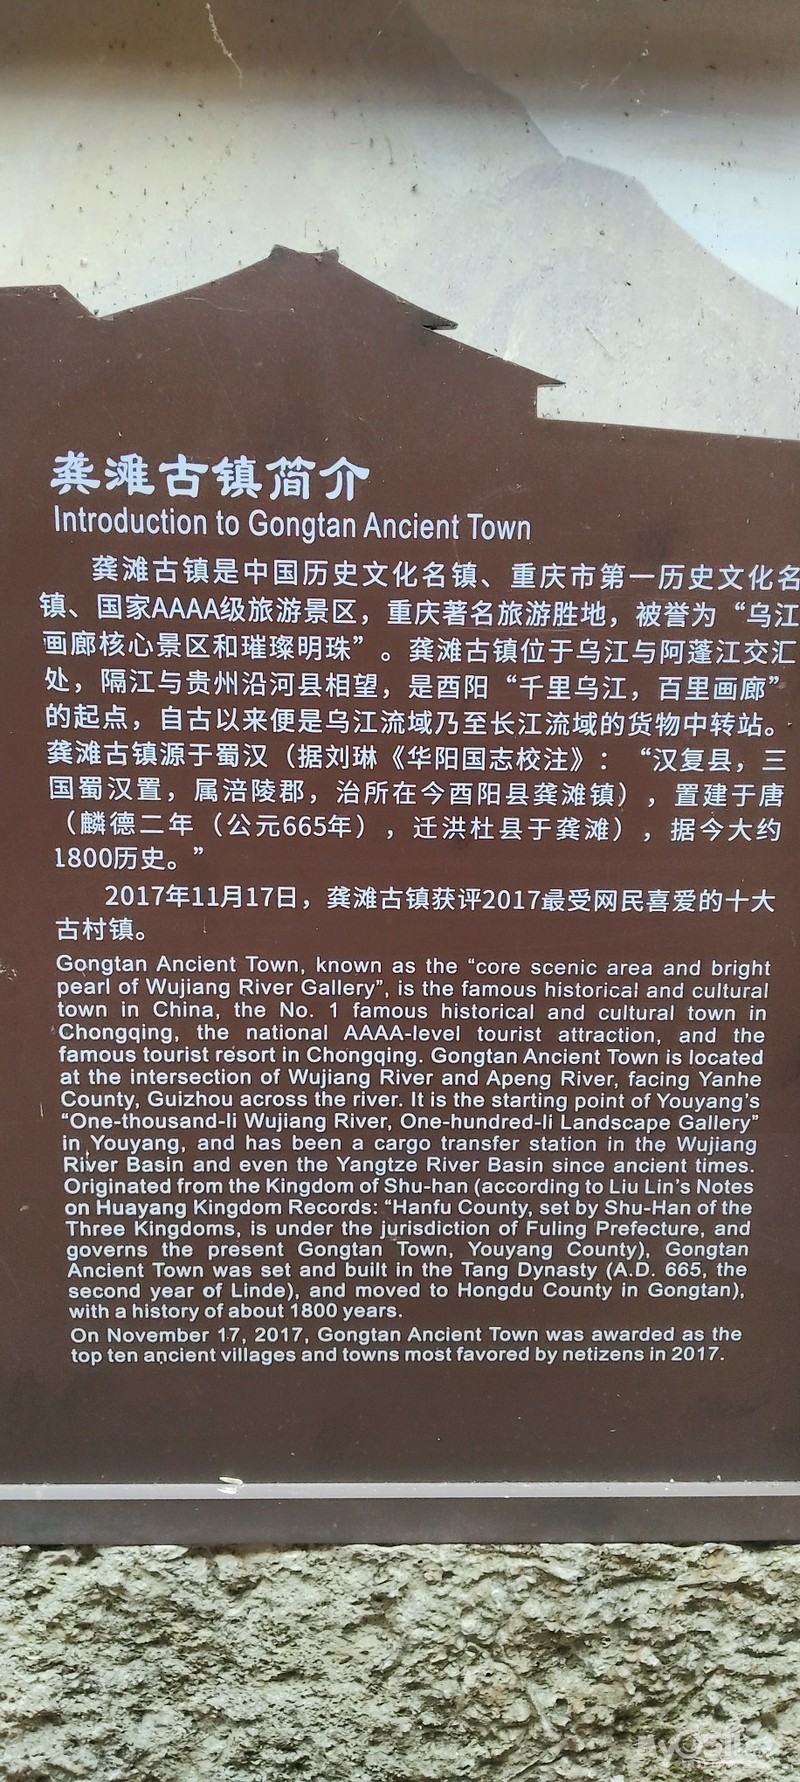 龚滩古镇简介
Introduction to Gongtan Ancient Town
龚滩古镇是中国历史文化名镇、重庆市第一历史文化名
镇、国家AAAA级旅游景区，重庆著名旅游胜地，被誉为“乌江
画廊核心景区和璀璨明珠”。龚滩古镇位于乌江与阿蓬江交汇
处，隔江与贵州沿河县相望，是酉阳“千里乌江，百里画廊”
的起点，自古以来便是乌江流域乃至长江流域的货物中转站。
龚滩古镇源于蜀汉（据刘琳《华阳国志校注》：“汉复县，三
国蜀汉置，属涪陵郡，治所在今酉阳县龚滩镇），置建于唐
（麟德二年（公元665年），迁洪杜县于龚滩），据今大约
1800历史。”
2017年11月17日，龚滩古镇获评2017最受网民喜爱的十大
古村镇。
Gongtan Ancient Town, known as the “core scenic area and bright
pearl of Wujiang River Gallery”, is the famous historical and cultural
town in China, the No. 1 famous historical and cultural town in
Chongqing, the national AAAA-level tourist attraction, and the
famous tourist resort in Chongqing. Gongtan Ancient Town is located
at the intersection of Wujiang River and Apeng River, facing Yanhe
County, Guizhou across the river. It is the starting point of Youyang’s
“One-thousand-li Wujiang River, One-hundred-li Landscape Gallery”
in Youyang, and has been a cargo transfer station in the Wujiang
River Basin and even the Yangtze River Basin since ancient times.
Originated from the Kingdom of Shu-han (according to Liu Lin’s Notes
on Huayang Kingdom Records: “Hanfu County, set by Shu-Han of the
Three Kingdoms, is under the jurisdiction of Fuling Prefecture, and
governs the present Gongtan Town, Youyang County), Gongtan
Ancient Town was set and built in the Tang Dynasty (A.D. 665, the
second year of Linde), and moved to Hongdu County in Gongtan),
with a history of about 1800 years.
On November 17, 2017, Gongtan Ancient Town was awarded as the
top ten ancient villages and towns most favored by netizens in 2017.